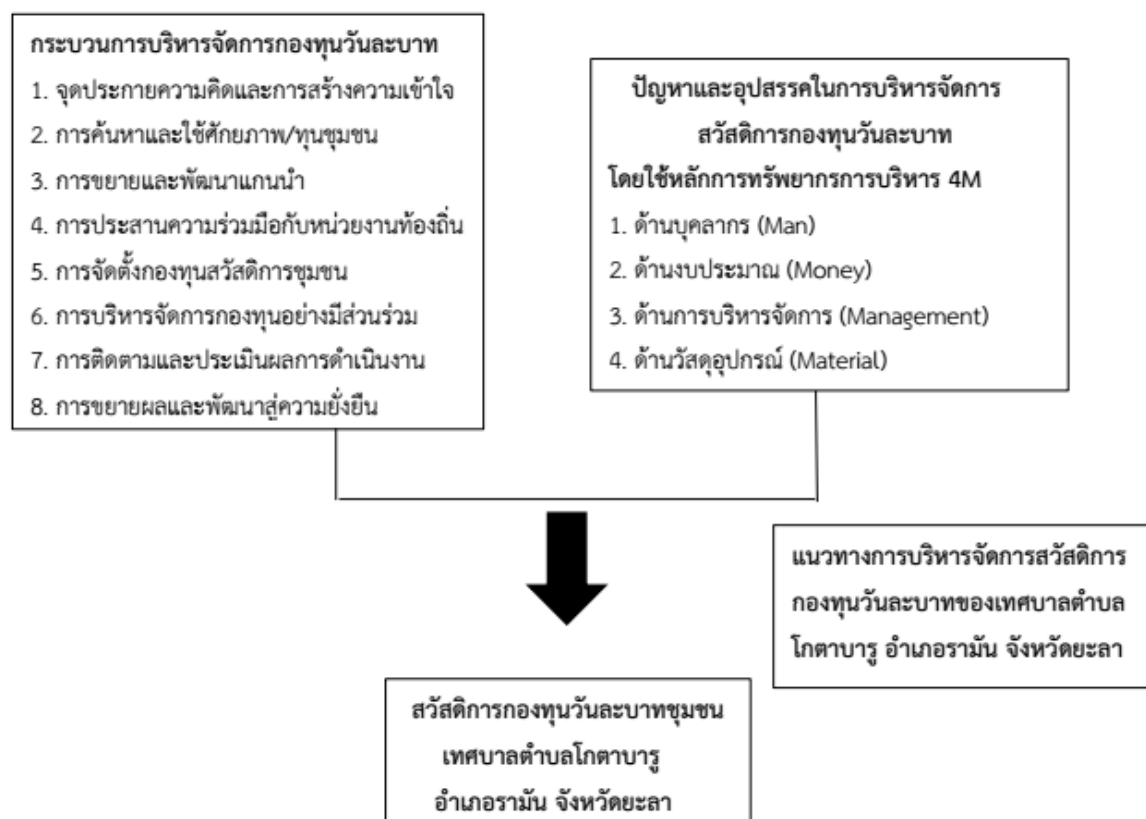 กระบวนการบริหารจัดการกองทุนวันละบาท
1. จุดประกายความคิดและการสร้างความเข้าใจ
2. การค้นหาและใช้ศักยภาพ/ทุนชุมชน
3. การขยายและพัฒนาแกนนำ
4. การประสานความร่วมมือกับหน่วยงานท้องถิ่น
5. การจัดตั้งกองทุนสวัสดิการชุมชน
6. การบริหารจัดการกองทุนอย่างมีส่วนร่วม
7. การติดตามและประเมินผลการดำเนินงาน
8. การขยายผลและพัฒนาสู่ความยั่งยืน
ปัญหาและอุปสรรคในการบริหารจัดการ
สวัสดิการกองทุนวันละบาท
โดยใช้หลักการทรัพยากรการบริหาร 4M
1. ด้านบุคลากร (Man)
2. ด้านงบประมาณ (Money)
3. ด้านการบริหารจัดการ (Management)
4. ด้านวัสดุอุปกรณ์ (Material)
แนวทางการบริหารจัดการสวัสดิการ
กองทุนวันละบาทของเทศบาลตำบล
โกตาบารู อำเภอรามัน จังหวัดยะลา
สวัสดิการกองทุนวันละบาทชุมชน
เทศบาลตำบลโกตาบารู
อำเภอรามัน จังหวัดยะลา